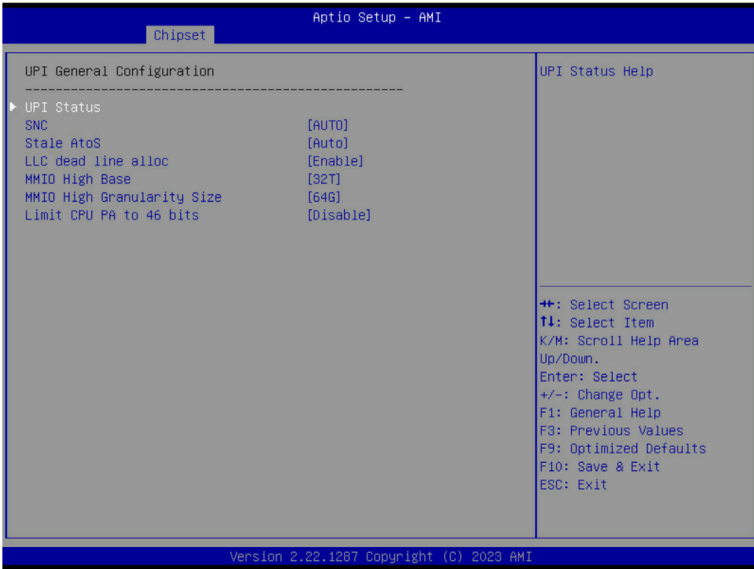 Aptio Setup – AMI
Chipset
UPI General Configuration
------------------------------------------------
UPI Status
SNC [AUTO]
Stale AtoS [Auto]
LLC dead line alloc [Enable]
MMIO High Base [32T]
MMIO High Granularity Size [64G]
Limit CPU PA to 46 bits [Disable]
UPI Status Help
→←: Select Screen
↑↓: Select Item
K/M: Scroll Help Area
Up/Down.
Enter: Select
+/-: Change Opt.
F1: General Help
F3: Previous Values
F9: Optimized Defaults
F10: Save & Exit
ESC: Exit
Version 2.22.1287 Copyright (C) 2023 AMI